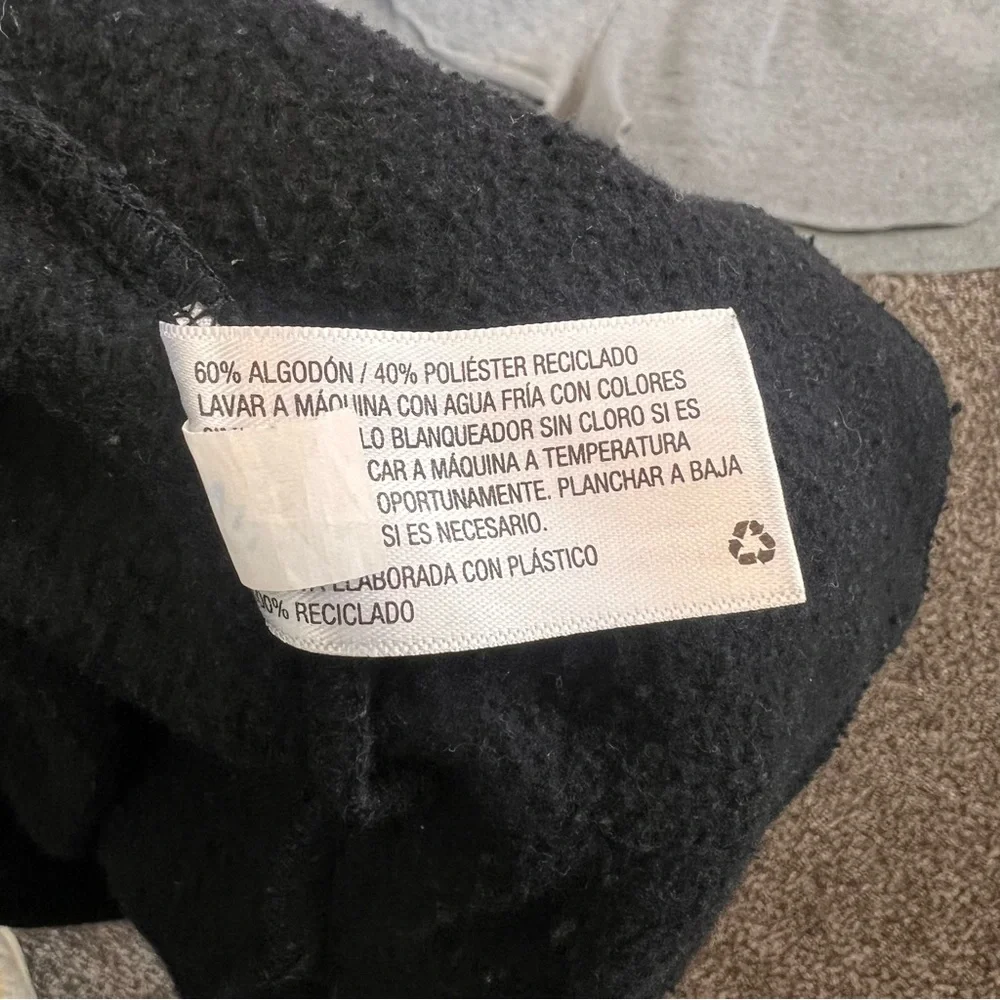 60% ALGODÓN / 40% POLIÉSTER RECICLADO
LAVAR A MÁQUINA CON AGUA FRÍA CON COLORES
LO BLANQUEADOR SIN CLORO SI ES
CAR A MÁQUINA A TEMPERATURA
OPORTUNAMENTE. PLANCHAR A BAJA
SI ES NECESARIO.
ELABORADA CON PLÁSTICO
00% RECICLADO